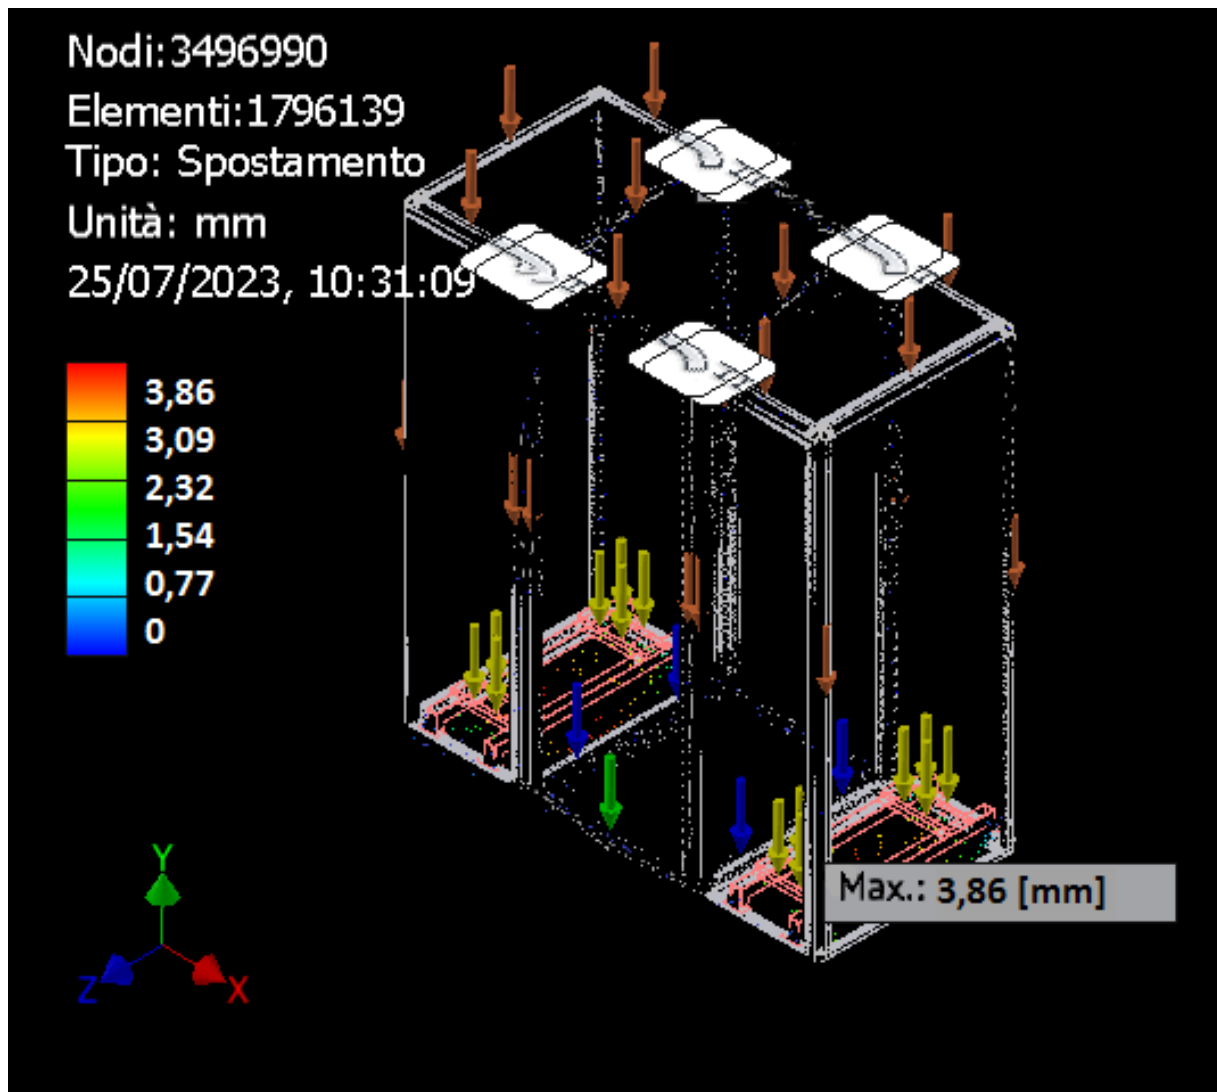 Nodi:3496990
Elementi:1796139
Tipo: Spostamento
Unità: mm
25/07/2023, 10:31:09
3,86
3,09
2,32
1,54
0,77
0
Max.: 3,86 [mm]
Y
Z
X